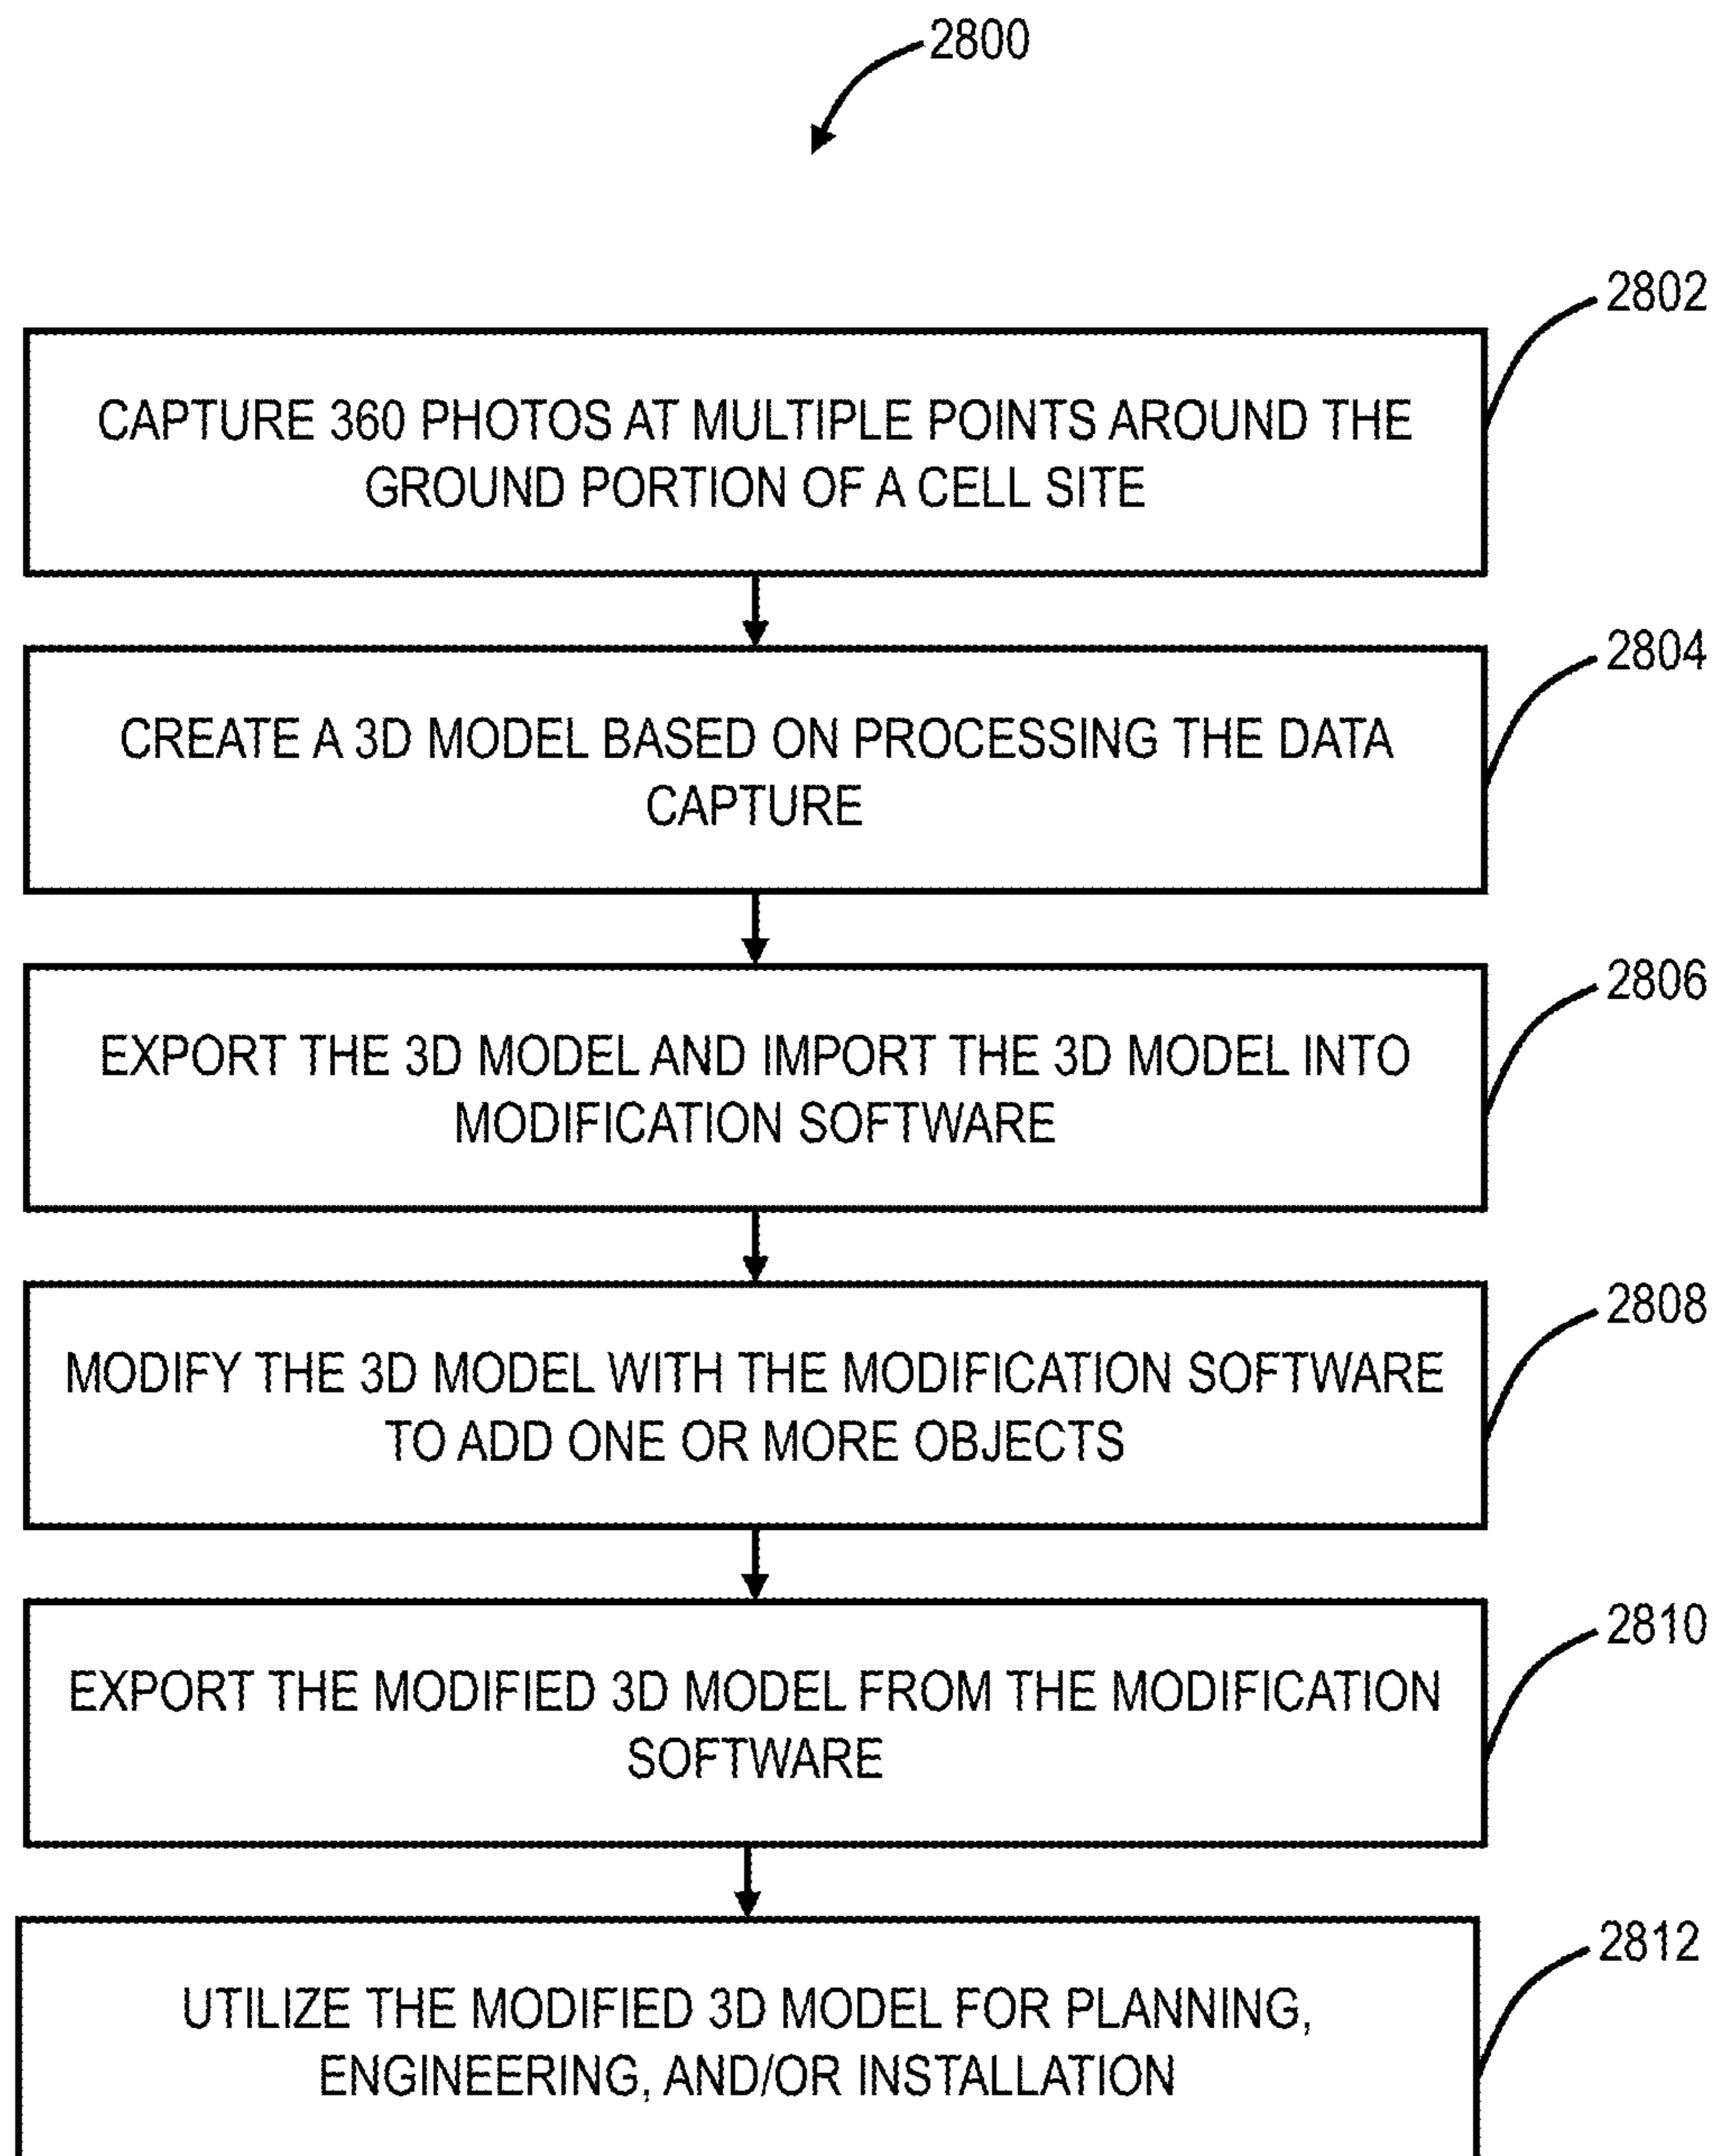 2800
2802
CAPTURE 360 PHOTOS AT MULTIPLE POINTS AROUND THE
GROUND PORTION OF A CELL SITE
2804
CREATE A 3D MODEL BASED ON PROCESSING THE DATA
CAPTURE
2806
EXPORT THE 3D MODEL AND IMPORT THE 3D MODEL INTO
MODIFICATION SOFTWARE
2808
MODIFY THE 3D MODEL WITH THE MODIFICATION SOFTWARE
TO ADD ONE OR MORE OBJECTS
2810
EXPORT THE MODIFIED 3D MODEL FROM THE MODIFICATION
SOFTWARE
2812
UTILIZE THE MODIFIED 3D MODEL FOR PLANNING,
ENGINEERING, AND/OR INSTALLATION